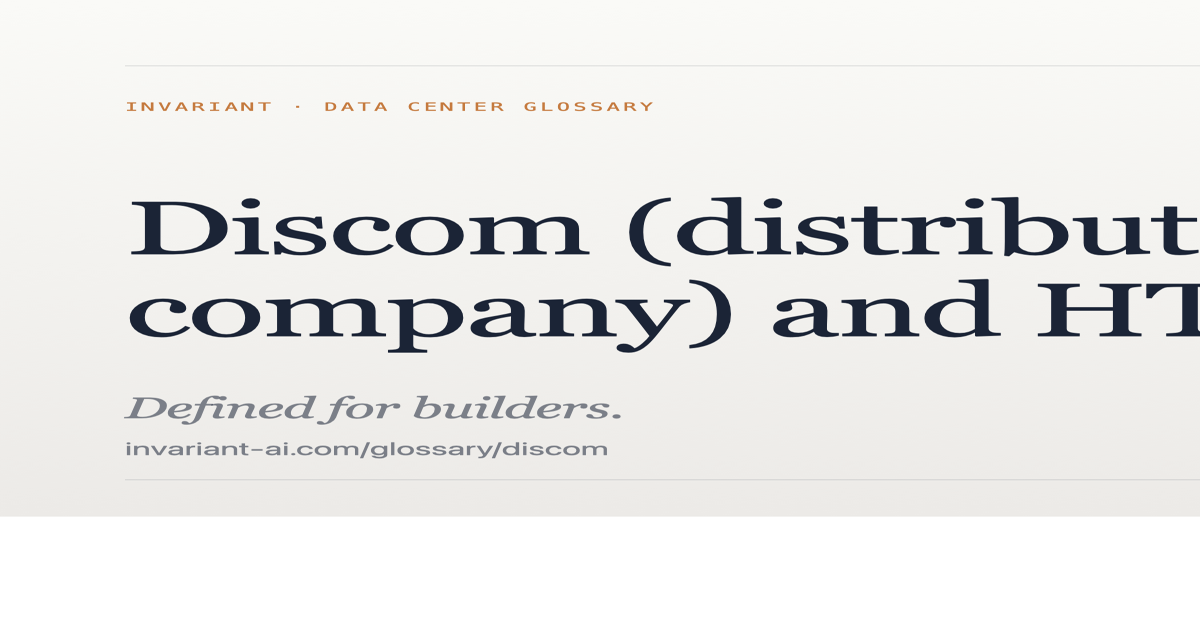 INVARIANT · DATA CENTER GLOSSARY
Discom (distribut
company) and HT
Defined for builders.
invariant-ai.com/glossary/discom